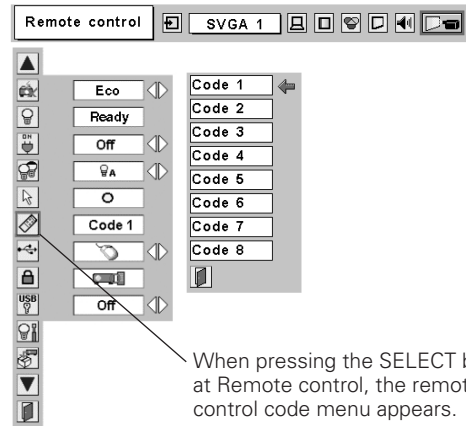 Remote control
SVGA 1
Eco
Ready
ON
Off
A
Code 1
USB
Off
Code 1
Code 2
Code 3
Code 4
Code 5
Code 6
Code 7
Code 8
When pressing the SELECT b
at Remote control, the remot
control code menu appears.